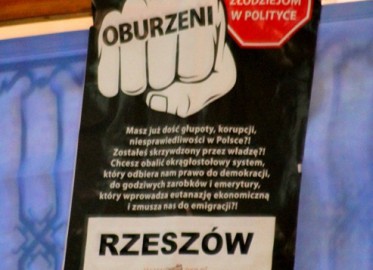 ZŁODZIEJOM
W POLITYCE
OBURZENI
Masz już dość głupoty, korupcji,
niesprawiedliwości w Polsce?!
Zostałeś skrzywdzony przez władzę?!
Chcesz obalić okrągłostołowy system,
który odbiera nam prawo do demokracji,
do godziwych zarobków i emerytury,
który wprowadza eutanazję ekonomiczną
i zmusza nas do emigracji?!
RZESZÓW